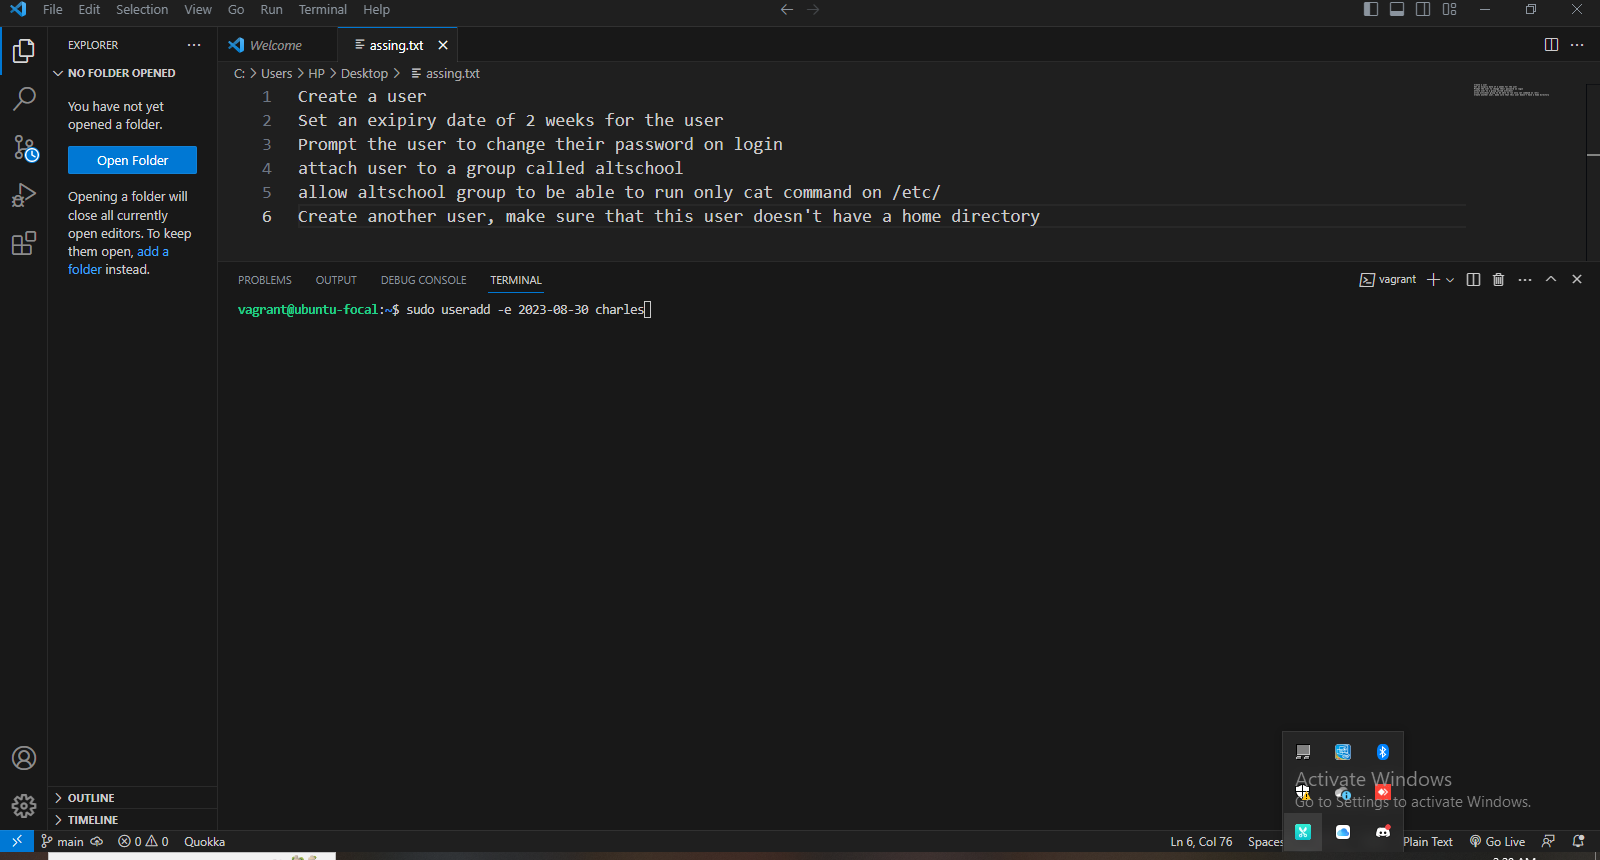 File Edit Selection View Go Run Terminal Help
EXPLORER
Welcome assing.txt
NO FOLDER OPENED
C: > Users > HP > Desktop > assing.txt
You have not yet
opened a folder.
Open Folder
Opening a folder will
close all currently
open editors. To keep
them open, add a
folder instead.
1 Create a user
2 Set an exipiry date of 2 weeks for the user
3 Prompt the user to change their password on login
4 attach user to a group called altschool
5 allow altschool group to be able to run only cat command on /etc/
6 Create another user, make sure that this user doesn't have a home directory
PROBLEMS OUTPUT DEBUG CONSOLE TERMINAL
vagrant
vagrant@ubuntu-focal:~$ sudo useradd -e 2023-08-30 charles
OUTLINE
TIMELINE
Activate Windows
Go to Settings to activate Windows.
main 0 0 Quokka
Ln 6, Col 76 Spaces Plain Text Go Live